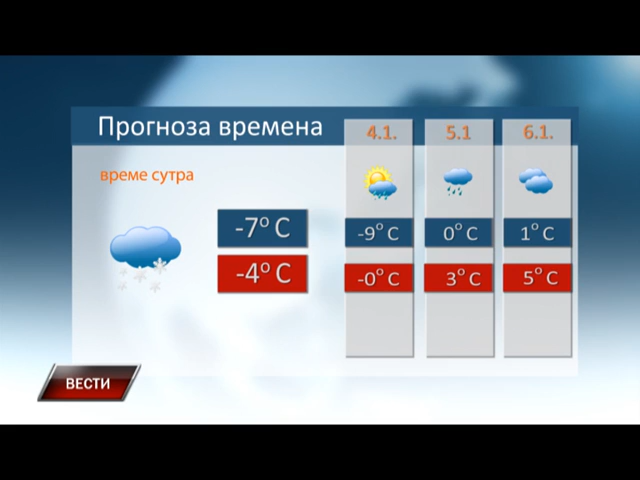 Прогноза времена
време сутра
-7° C
-4° C
4.1.
-9° C
-0° C
5.1
0° C
3° C
6.1.
1° C
5° C
ВЕСТИ